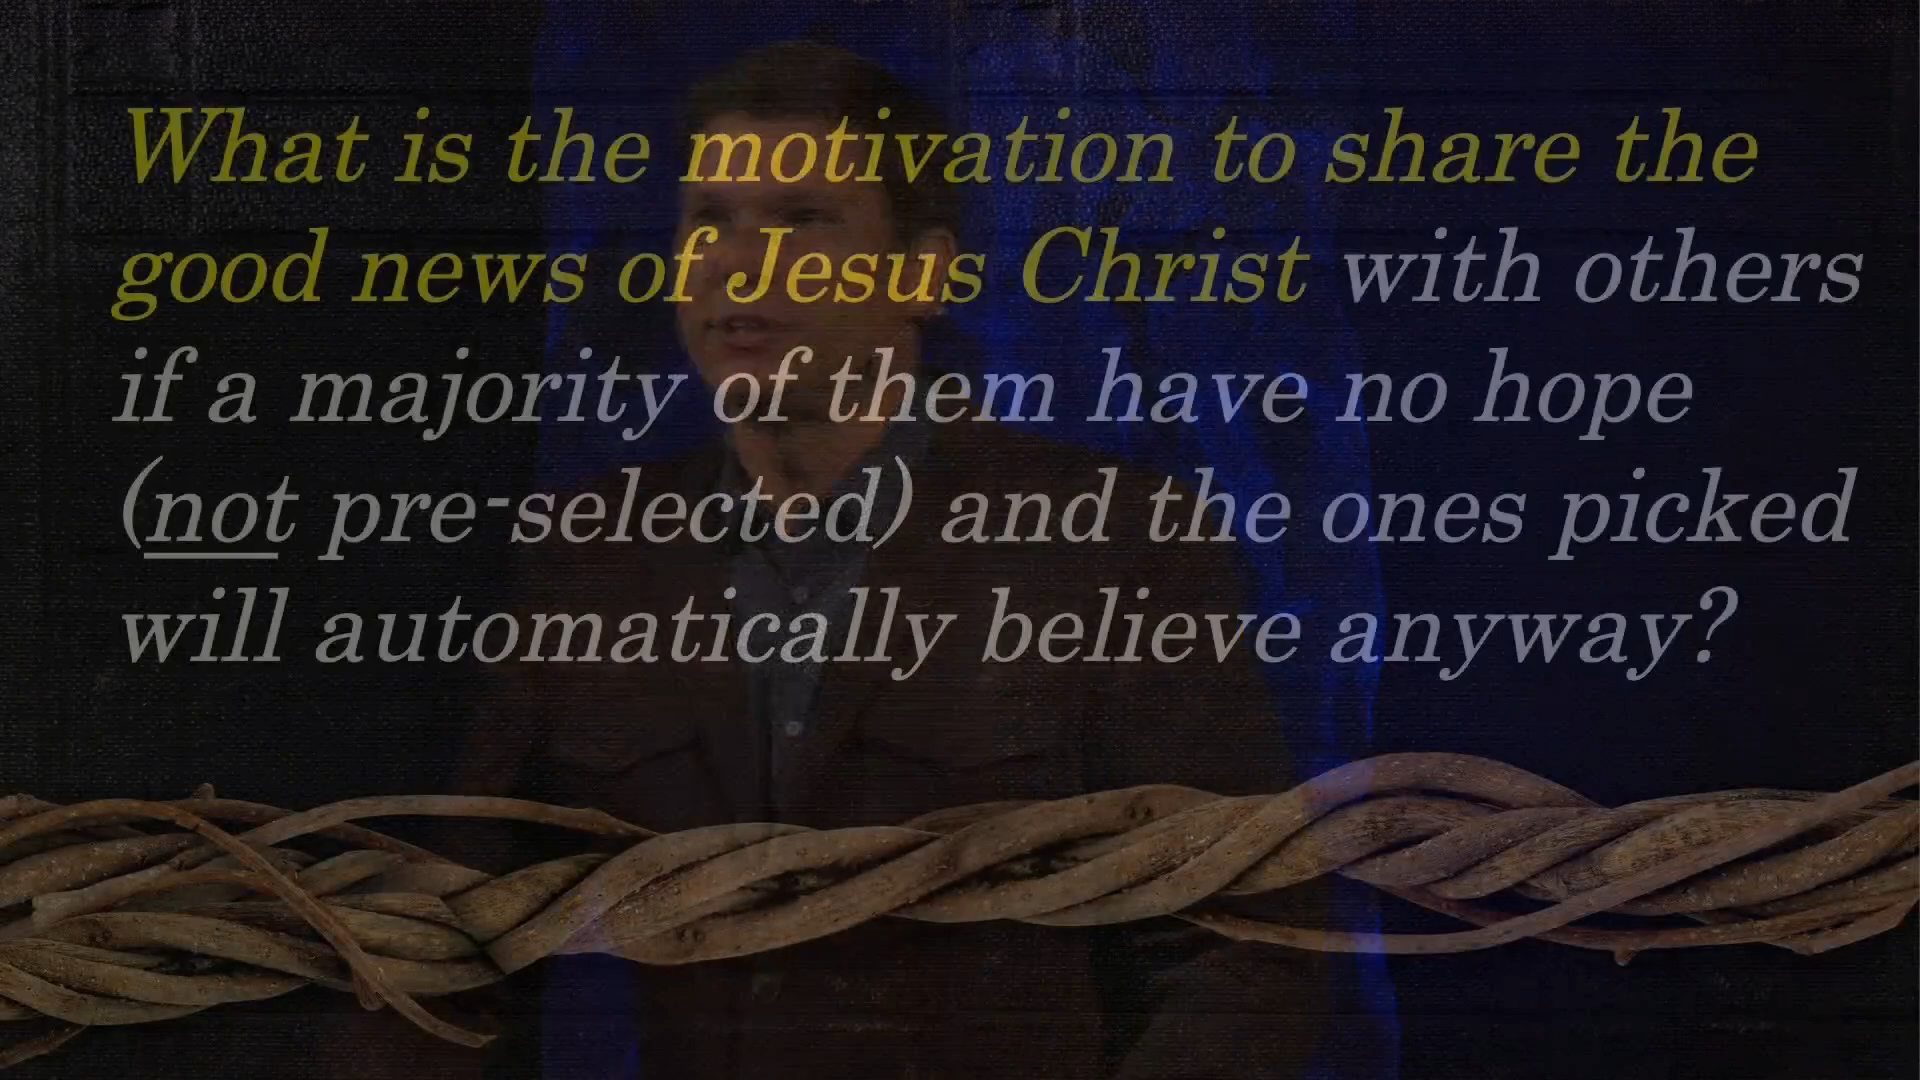 What is the motivation to share the
good news of Jesus Christ with others
if a majority of them have no hope
(not pre-selected) and the ones picked
will automatically believe anyway?